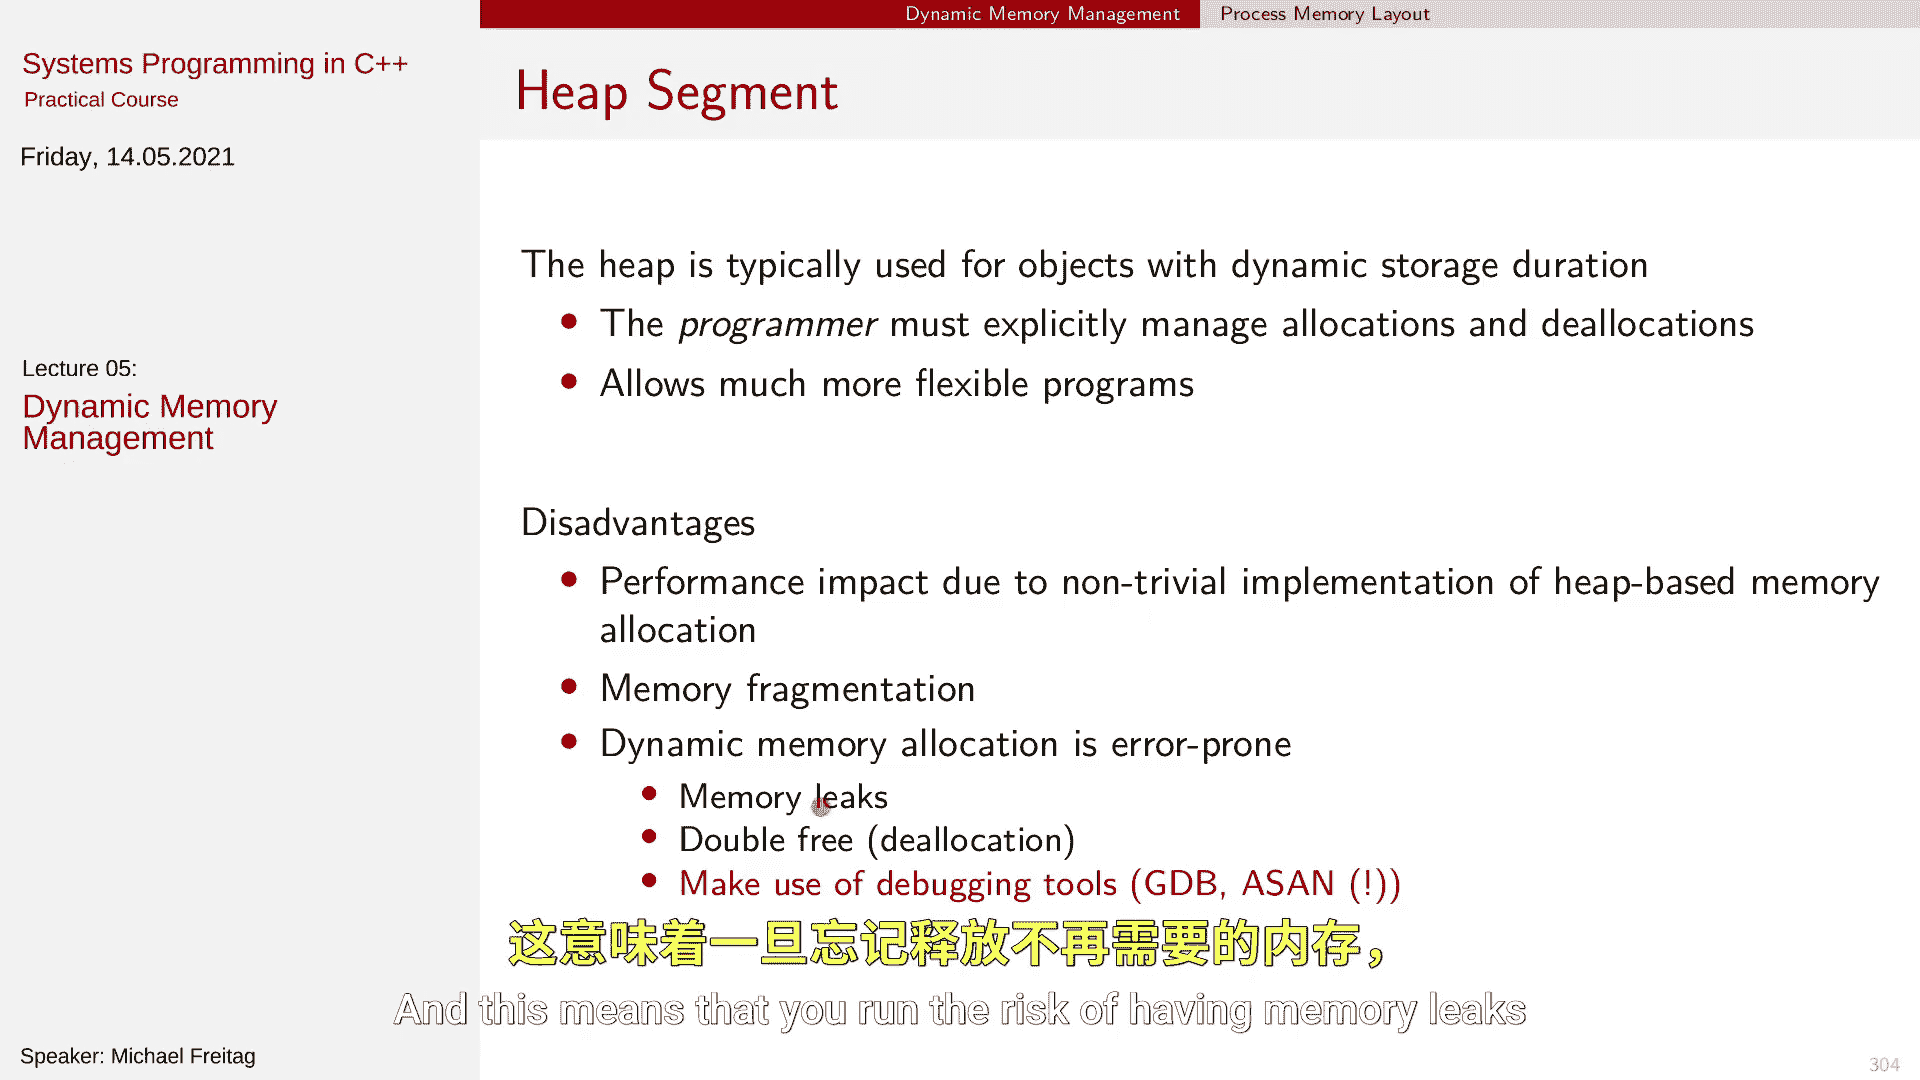 Dynamic Memory Management
Process Memory Layout
Systems Programming in C++
Practical Course
Friday, 14.05.2021
Lecture 05:
Dynamic Memory
Management
Speaker: Michael Freitag
Heap Segment
The heap is typically used for objects with dynamic storage duration
The programmer must explicitly manage allocations and deallocations
Allows much more flexible programs
Disadvantages
Performance impact due to non-trivial implementation of heap-based memory
allocation
Memory fragmentation
Dynamic memory allocation is error-prone
Memory leaks
Double free (deallocation)
Make use of debugging tools (GDB, ASAN (!))
这意味着一旦忘记释放不再需要的内存，
And this means that you run the risk of having memory leaks
304